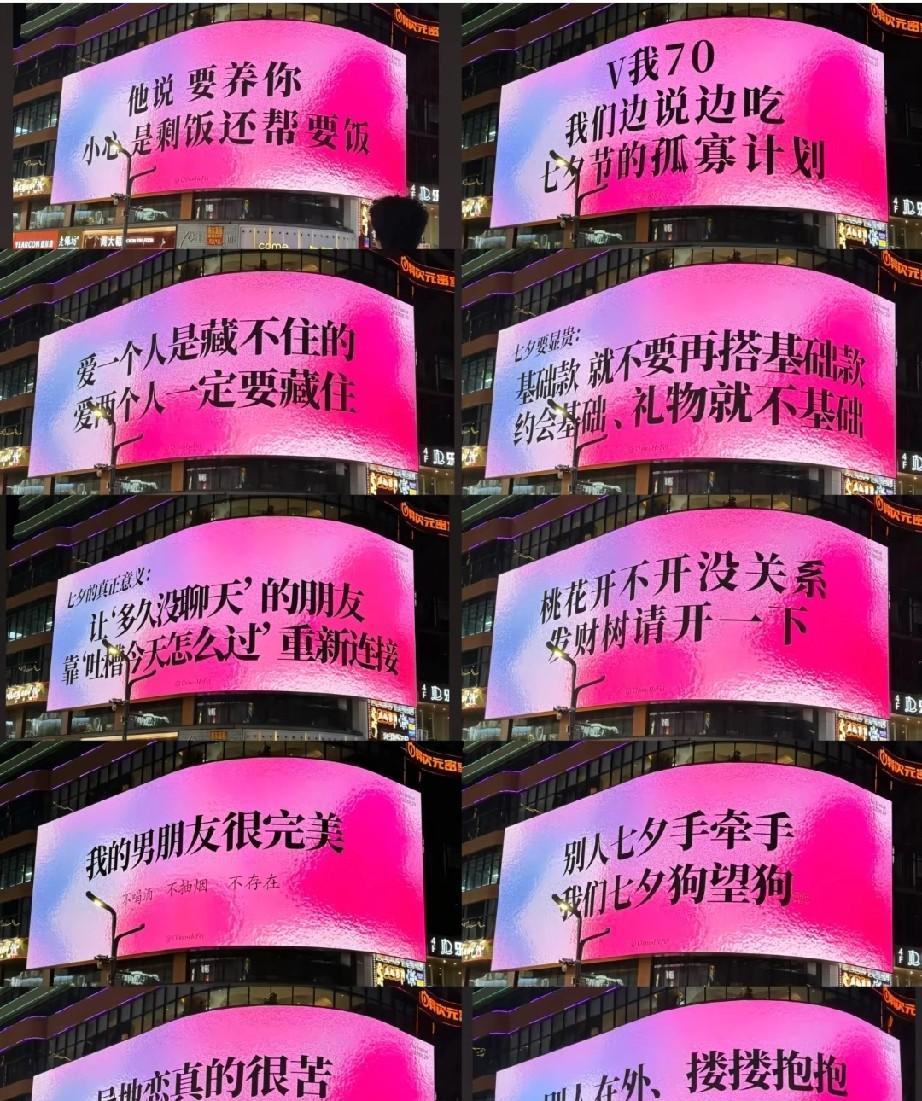 他说 要养你
小心 是剩饭还帮要饭
V我70
我们边说边吃
七夕节的孤寡计划
爱一个人是藏不住的
爱两个人一定要藏住
七夕要显贵：
基础款 就不要再搭基础款
约会基础、礼物就不基础
七夕的真正意义：
让‘多久没聊天’的朋友
靠‘吐槽今天怎么过’重新连接
桃花开不开没关系
发财树请开一下
我的男朋友很完美
不喝酒 不抽烟 不存在
别人七夕手牵手
我们七夕狗望狗
异地恋真的很苦
别人在外、搂搂抱抱